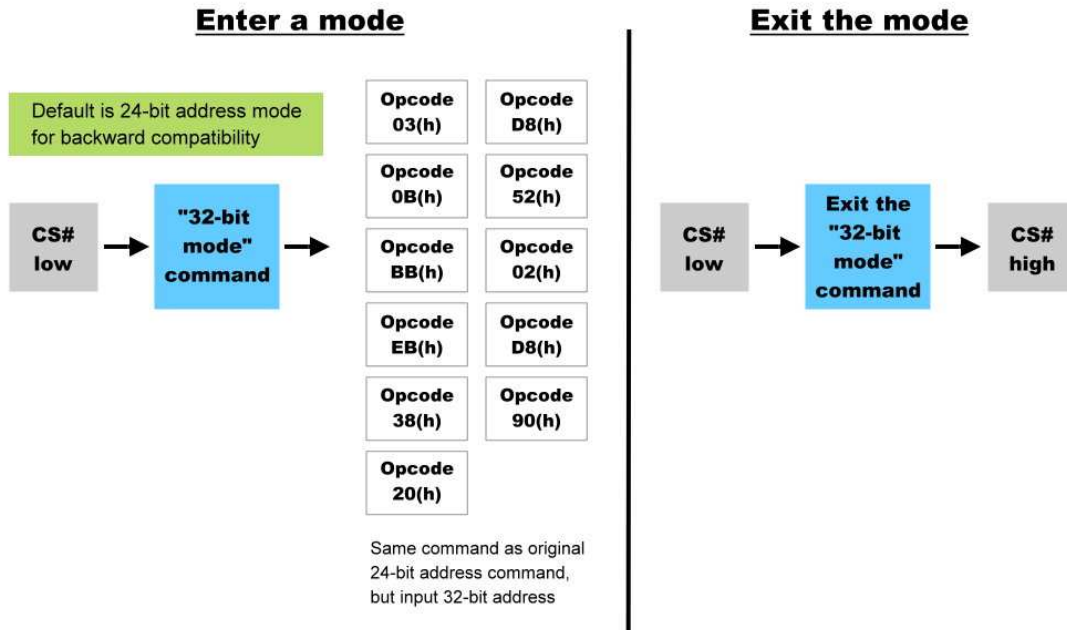 Enter a mode
Default is 24-bit address mode
for backward compatibility
CS#
low
"32-bit
mode"
command
Opcode
03(h)
Opcode
D8(h)
Opcode
0B(h)
Opcode
52(h)
Opcode
BB(h)
Opcode
02(h)
Opcode
EB(h)
Opcode
D8(h)
Opcode
38(h)
Opcode
90(h)
Opcode
20(h)
Same command as original
24-bit address command,
but input 32-bit address
Exit the mode
CS#
low
Exit the
"32-bit
mode"
command
CS#
high